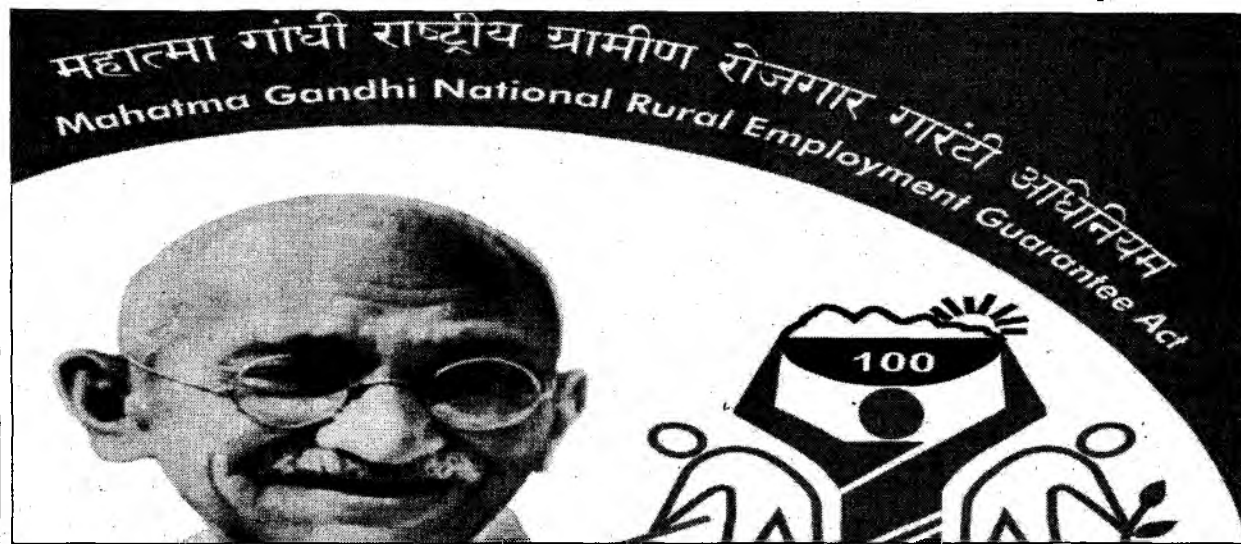 महात्मा गांधी राष्ट्रीय ग्रामीण रोजगार गारंटी अधिनियम
Mahatma Gandhi National Rural Employment Guarantee Act
100